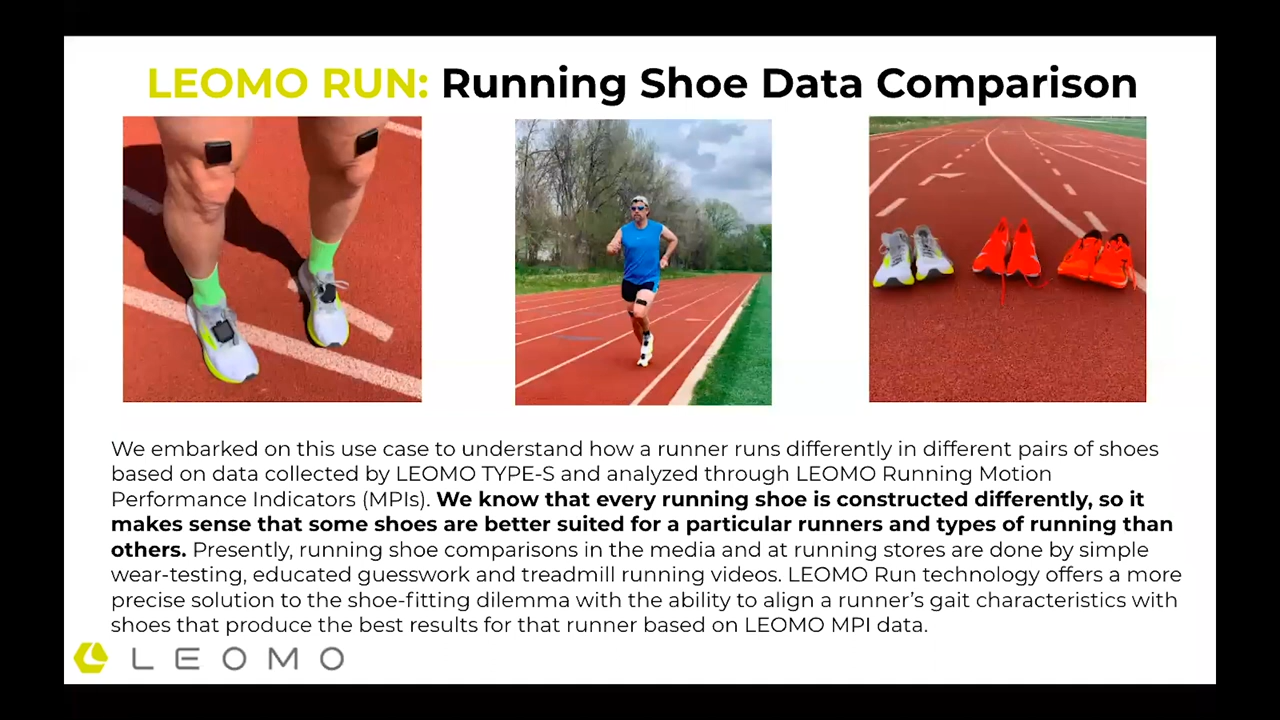 LEOMO RUN: Running Shoe Data Comparison
We embarked on this use case to understand how a runner runs differently in different pairs of shoes
based on data collected by LEOMO TYPE-S and analyzed through LEOMO Running Motion
Performance Indicators (MPIs). We know that every running shoe is constructed differently, so it
makes sense that some shoes are better suited for a particular runners and types of running than
others. Presently, running shoe comparisons in the media and at running stores are done by simple
wear-testing, educated guesswork and treadmill running videos. LEOMO Run technology offers a more
precise solution to the shoe-fitting dilemma with the ability to align a runner’s gait characteristics with
shoes that produce the best results for that runner based on LEOMO MPI data.
LEOMO